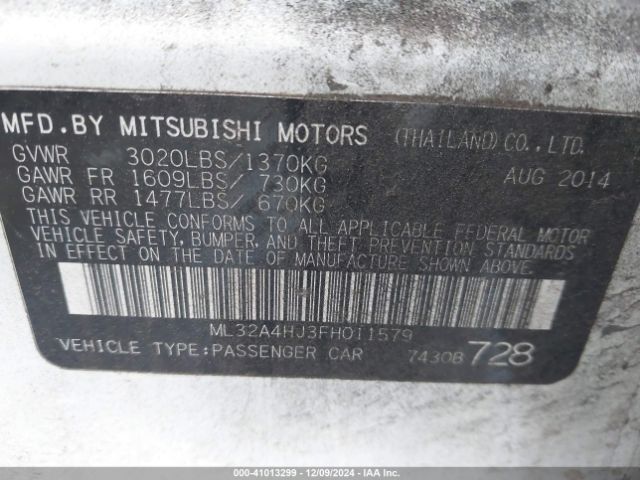 MFD.BY MITSUBISHI MOTORS (THAILAND)CO.,LTD.
GVWR 3020LBS/1370KG AUG 2014
GAWR FR 1609LBS/ 730KG
GAWR RR 1477LBS/ 670KG
THIS VEHICLE CONFORMS TO ALL APPLICABLE FEDERAL MOTOR
VEHICLE SAFETY, BUMPER, AND THEFT PREVENTION STANDARDS
IN EFFECT ON THE DATE OF MANUFACTURE SHOWN ABOVE.
ML32A4HJ3FH011579
VEHICLE TYPE:PASSENGER CAR 7430B 728
000-41013299 - 12/09/2024 - IAAI.COM